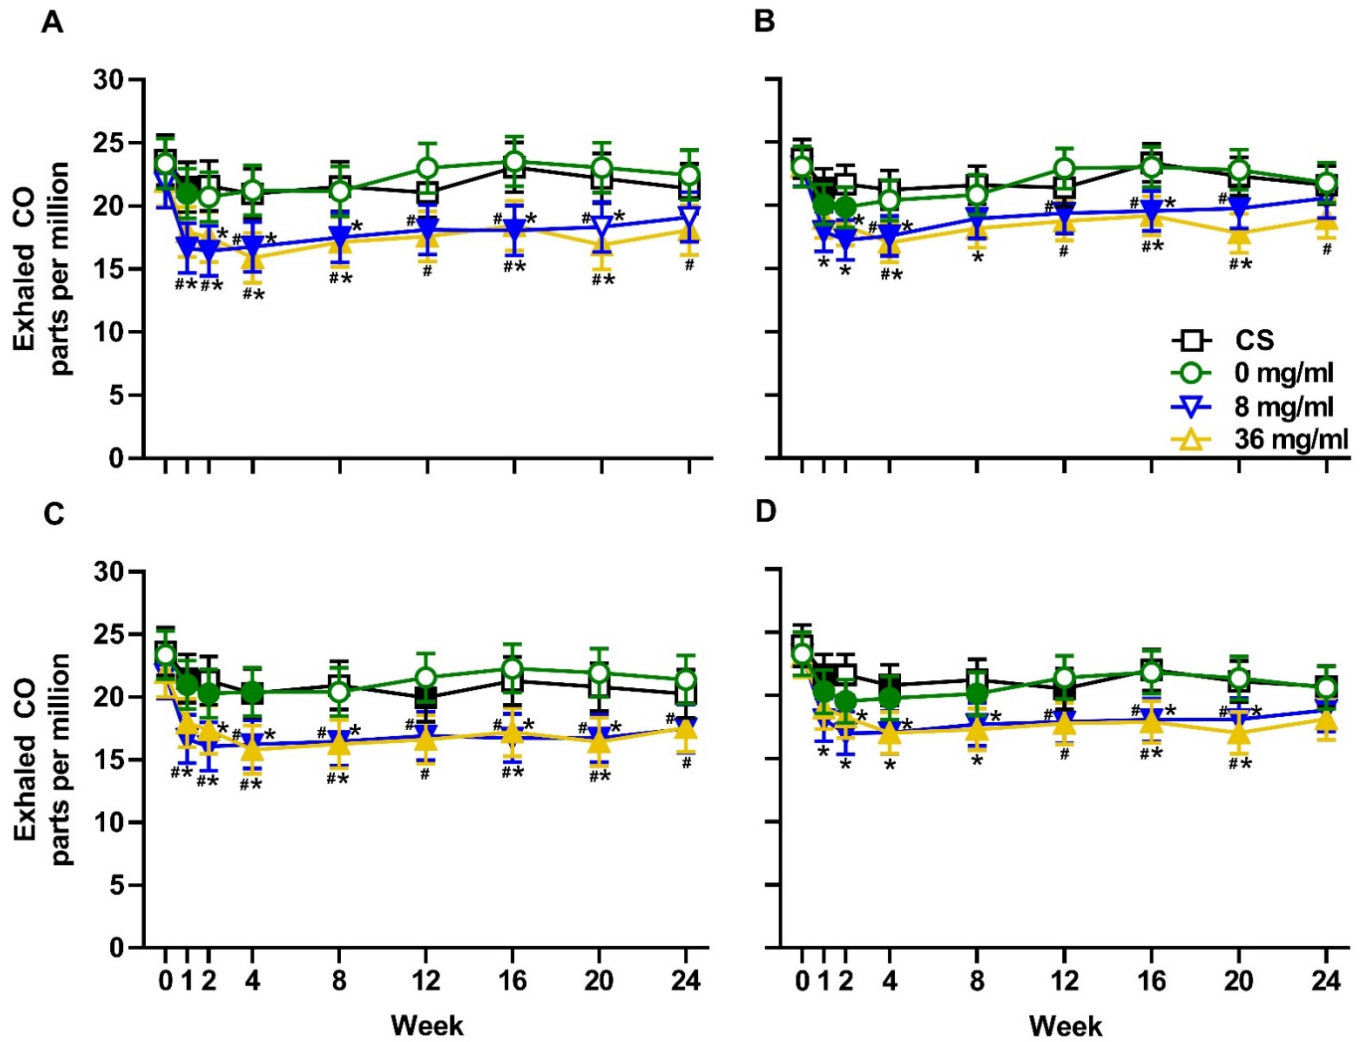 A
B
30
25
20
15
10
5
0
Exhaled CO
parts per million
* # * * # * # * # *
#* #* #* #* # #* #* #
* # * # # * #
* * #* * # #* #* #
CS
0 mg/ml
8 mg/ml
36 mg/ml
C
D
30
25
20
15
10
5
0
Exhaled CO
parts per million
* # * # * # # * # * #
#* #* #* #* # #* #* #
* * * # # * # *
* * * * # #* #*
0 1 2 4 8 12 16 20 24
0 1 2 4 8 12 16 20 24
Week
Week